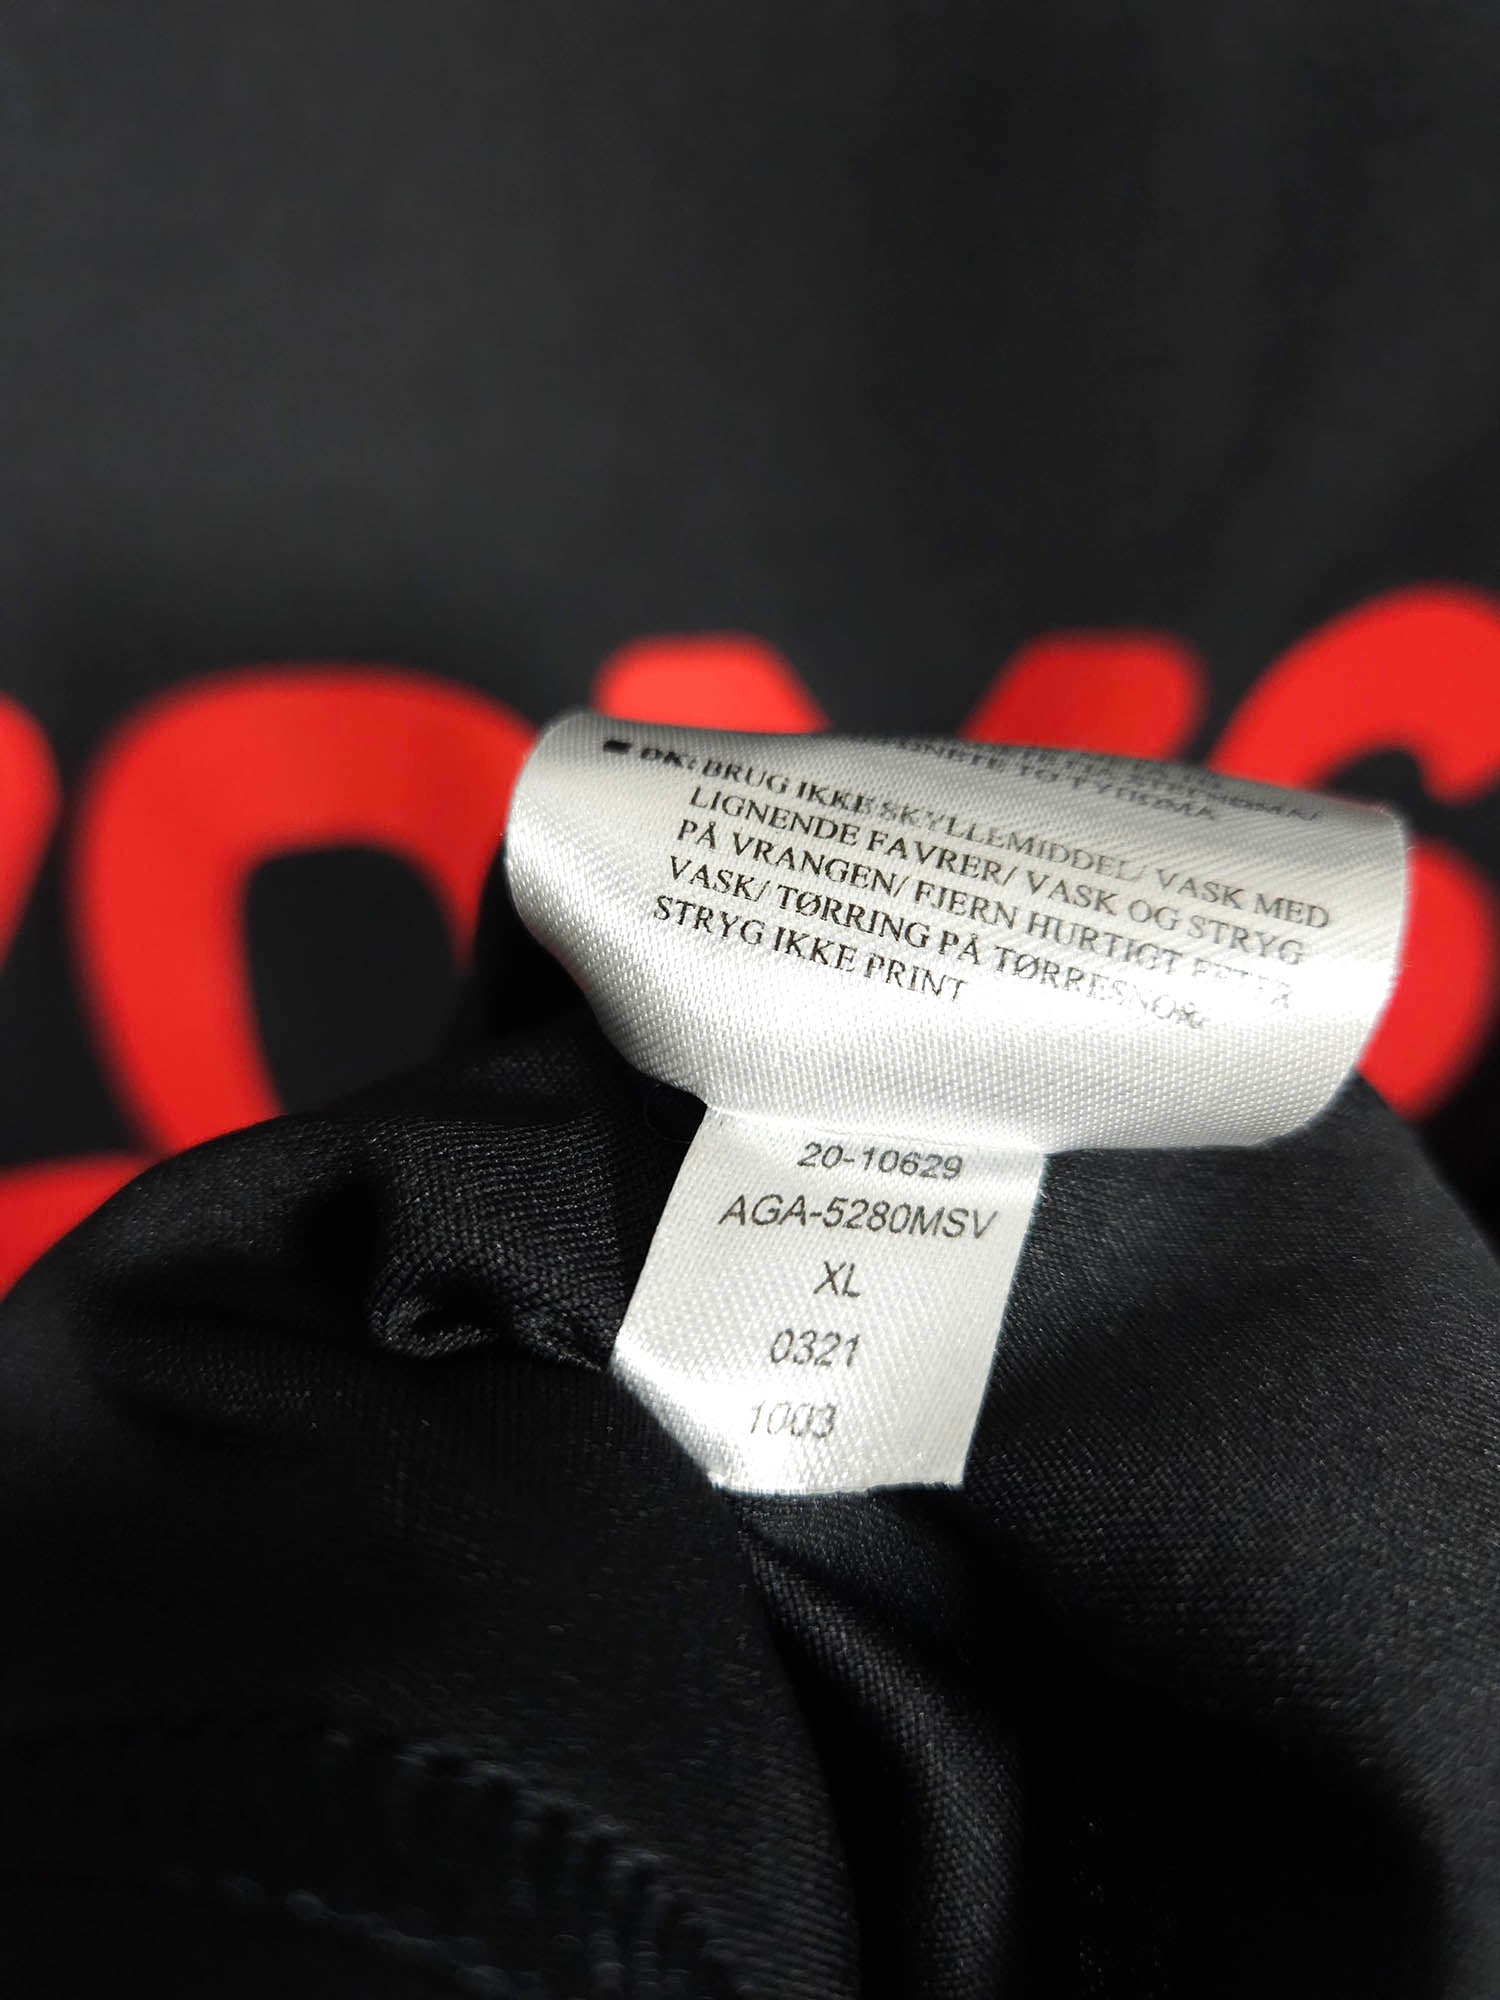 DK: BRUG IKKE SKYLLEMIDDEL/ VASK MED
LIGNENDE FAVRER/ VASK OG STRYG
PÅ VRANGEN/ FJERN HURTIGT EFTER
VASK/ TØRRING PÅ TØRRESNOR/
STRYG IKKE PRINT
20-10629
AGA-5280MSV
XL
0321
1003